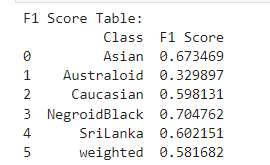 F1 Score Table:
Class F1 Score
0 Asian 0.673469
1 Australoid 0.329897
2 Caucasian 0.598131
3 NegroidBlack 0.704762
4 SriLanka 0.602151
5 weighted 0.581682